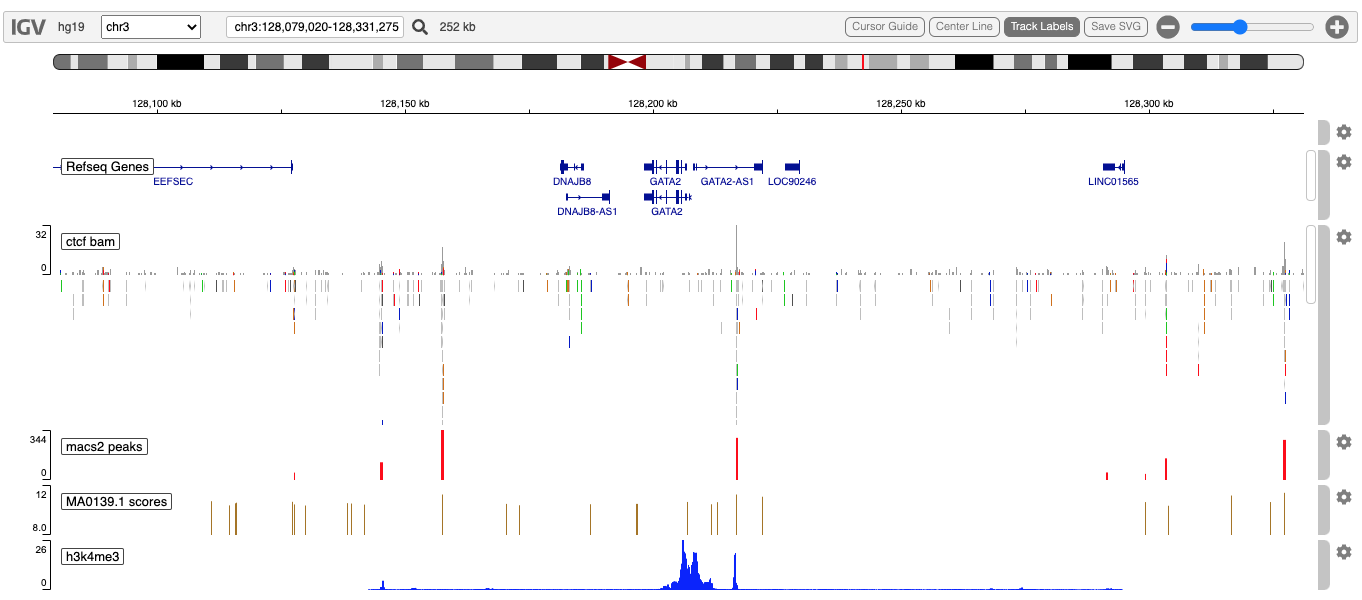 IGV hg19 chr3 chr3:128,079,020-128,331,275 252 kb Cursor Guide Center Line Track Labels Save SVG
128,100 kb 128,150 kb 128,200 kb 128,250 kb 128,300 kb
Refseq Genes
EEFSEC DNAJB8 GATA2 GATA2-AS1 LOC90246 LINC01565
DNAJB8-AS1 GATA2
32
ctcf bam
0
344
macs2 peaks
0
12
MA0139.1 scores
8.0
26
h3k4me3
0